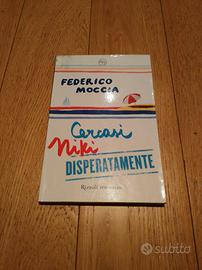 FEDERICO
MOCCIA
Cercasi
Niki
DISPERATAMENTE
Rizzoli
subito